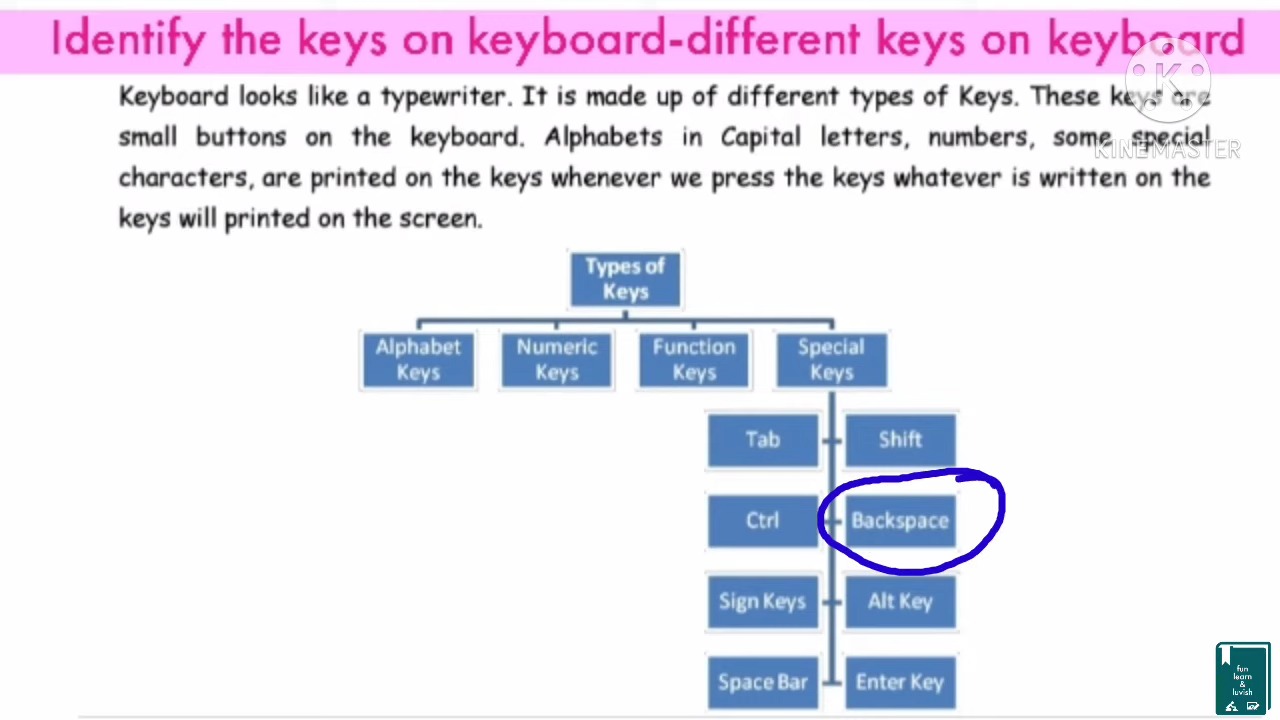 Identify the keys on keyboard-different keys on keyboard
Keyboard looks like a typewriter. It is made up of different types of Keys. These keys are
small buttons on the keyboard. Alphabets in Capital letters, numbers, some special
characters, are printed on the keys whenever we press the keys whatever is written on the
keys will printed on the screen.
K
KINEMASTER
Types of
Keys
Alphabet
Keys
Numeric
Keys
Function
Keys
Special
Keys
Tab
Shift
Ctrl
Backspace
Sign Keys
Alt Key
Space Bar
Enter Key
fun
learn
&
luvish